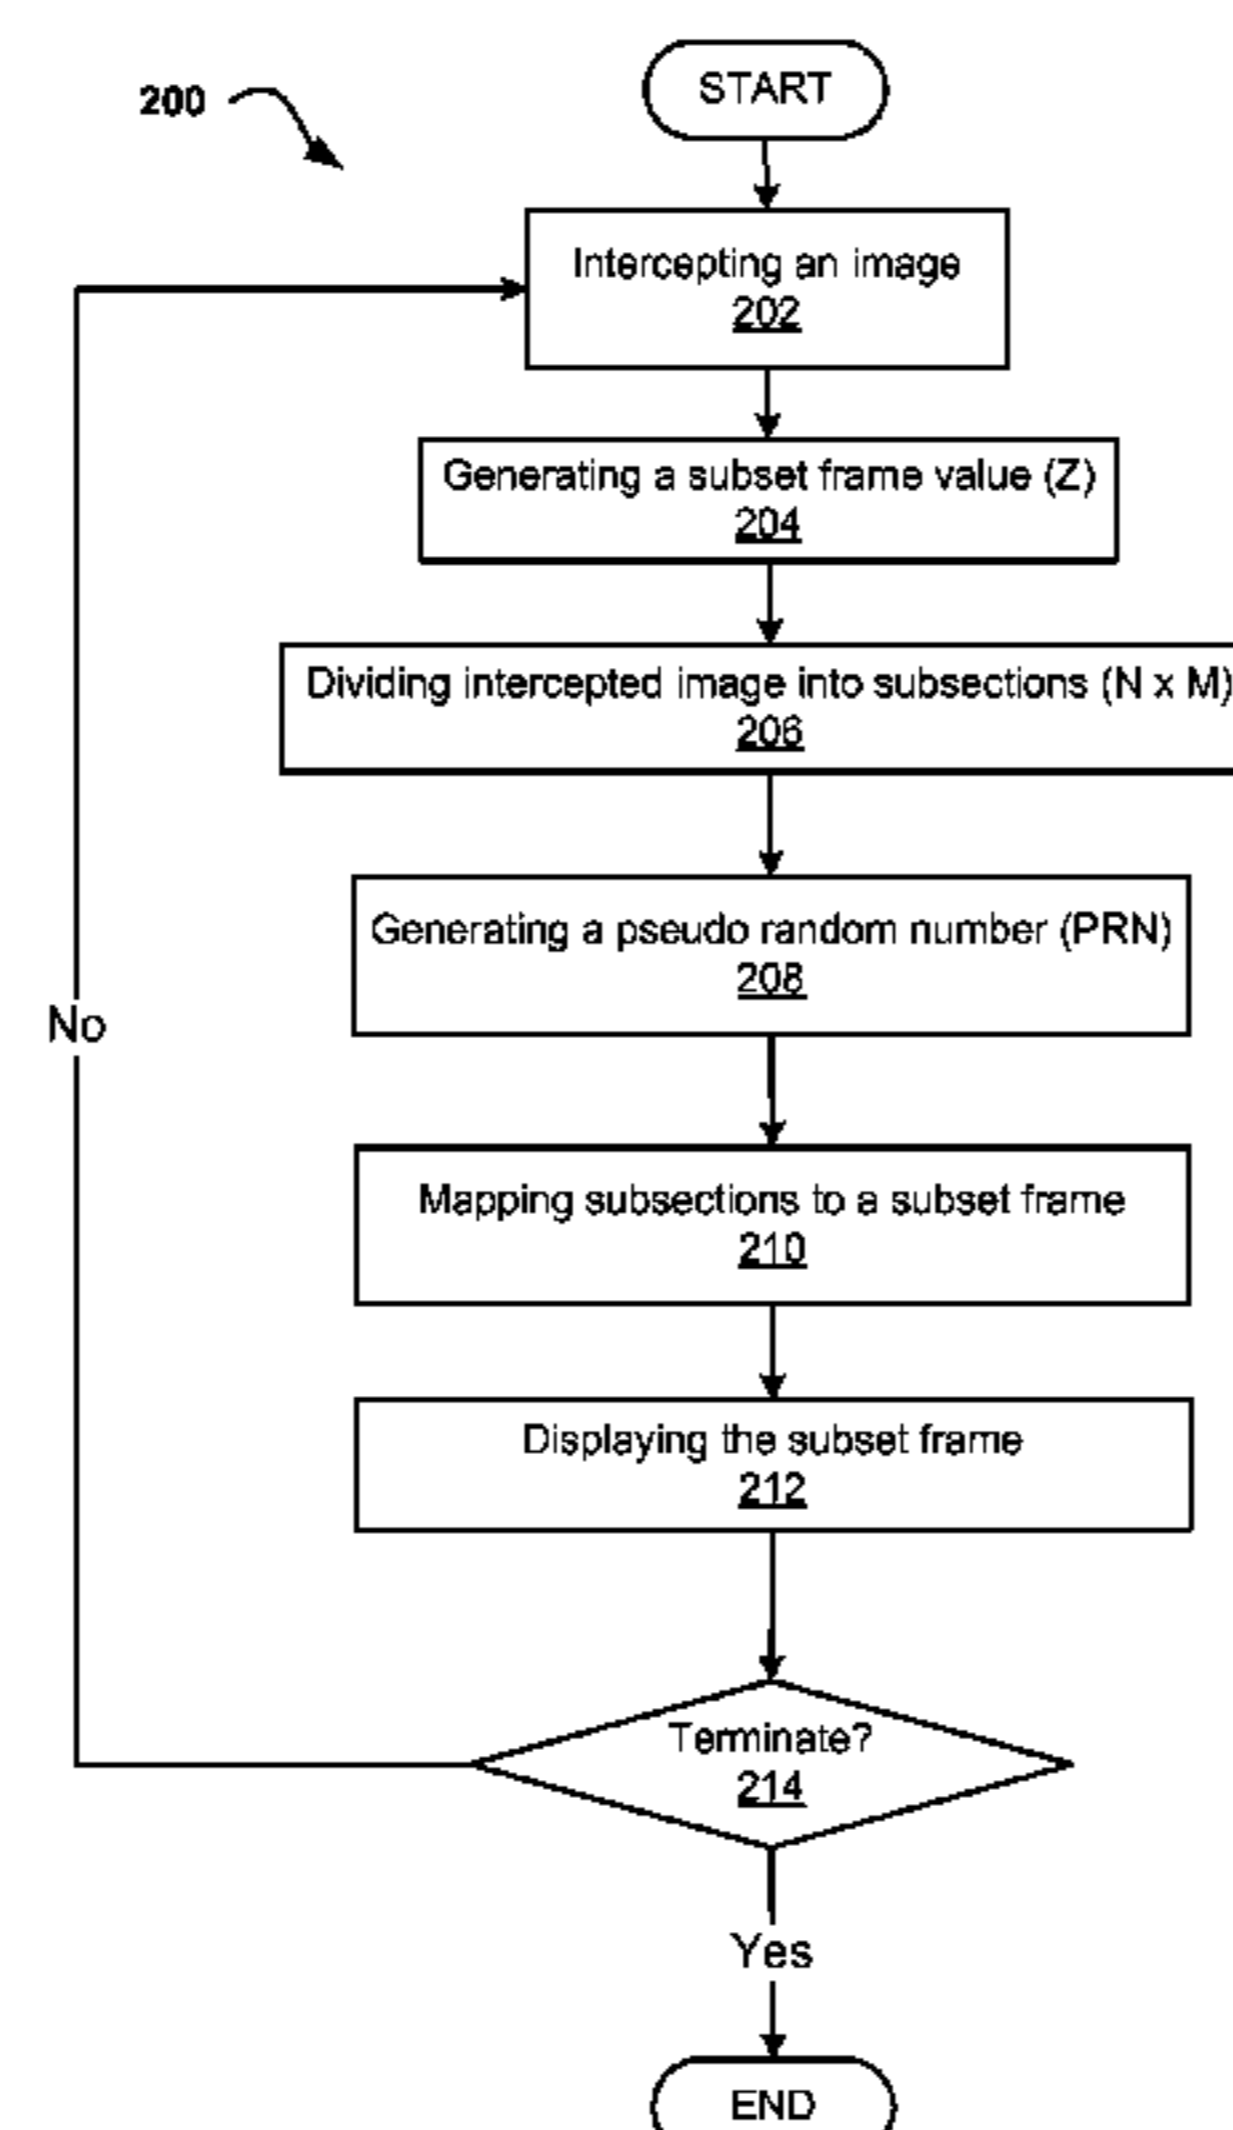 200
START
Intercepting an image
202
Generating a subset frame value (Z)
204
Dividing intercepted image into subsections (N x M)
206
Generating a pseudo random number (PRN)
208
No
Mapping subsections to a subset frame
210
Displaying the subset frame
212
Terminate?
214
Yes
END